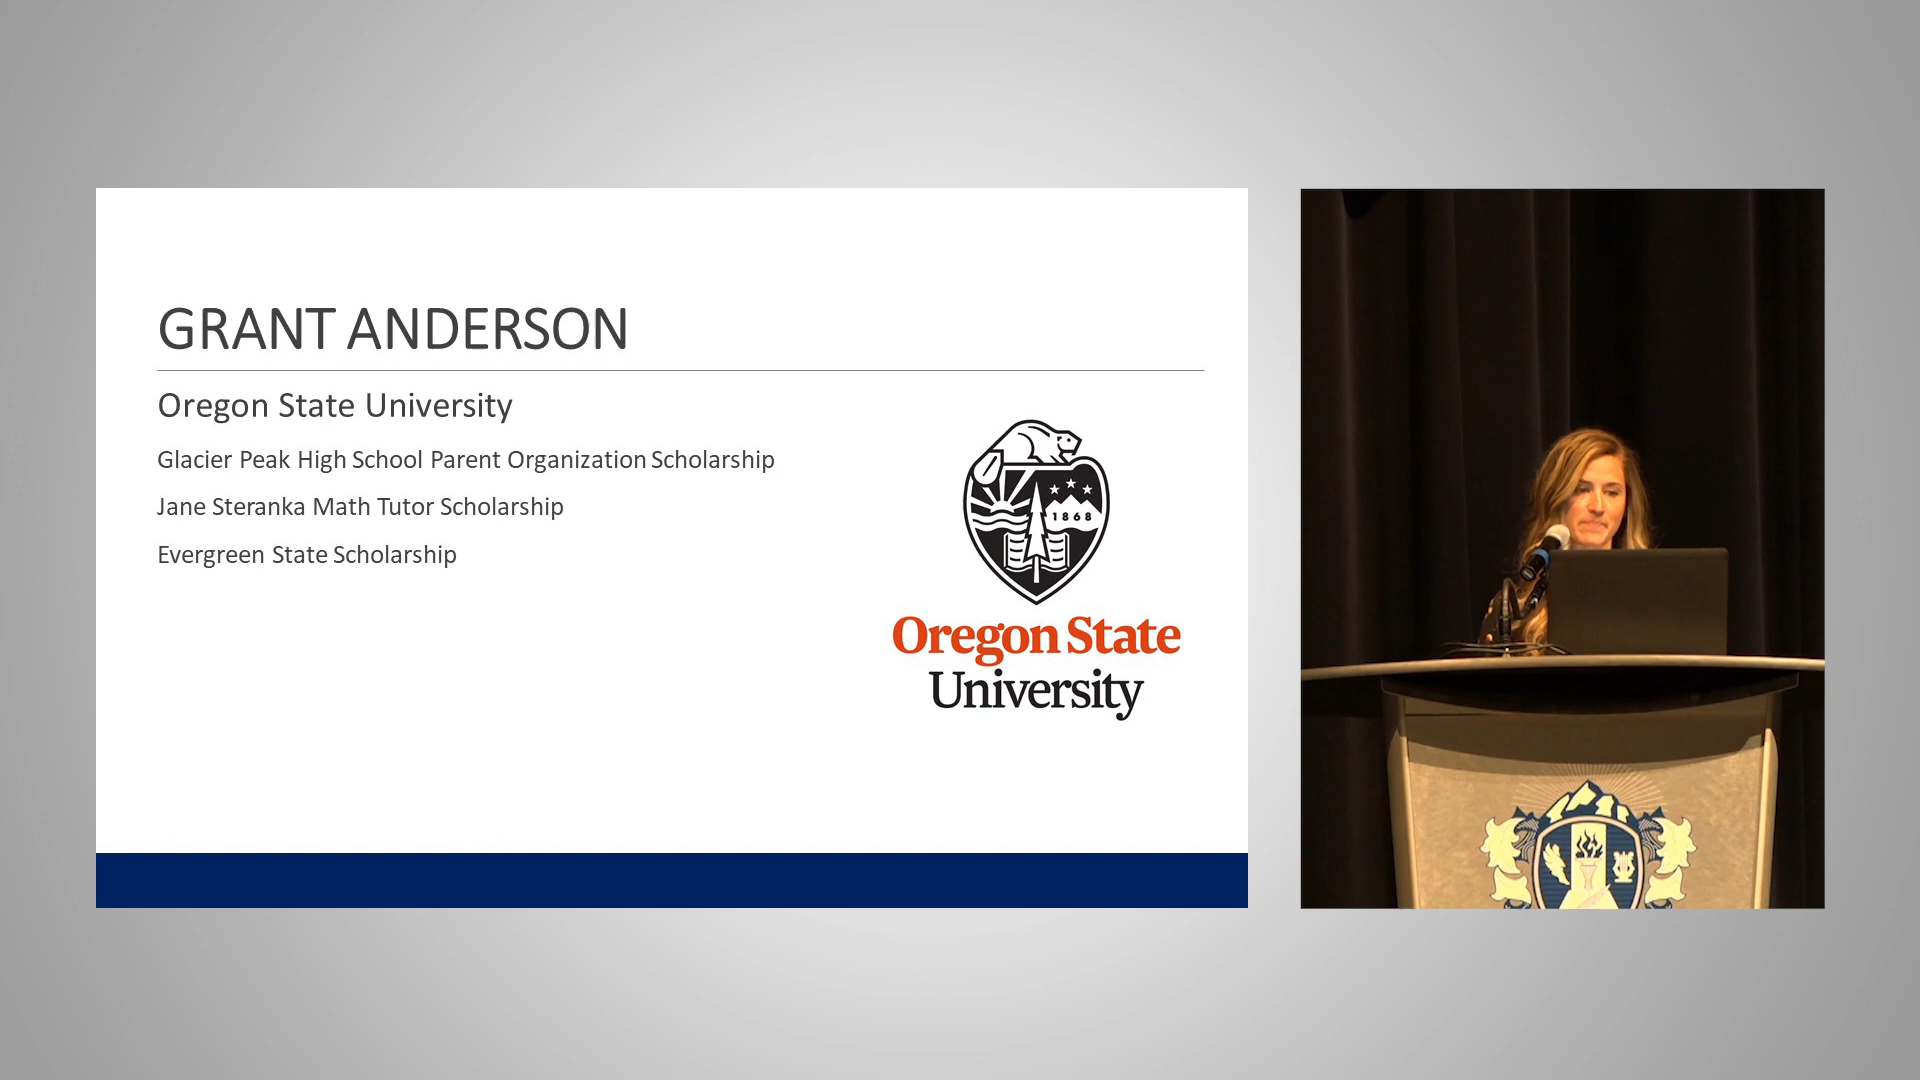 GRANT ANDERSON
Oregon State University
Glacier Peak High School Parent Organization Scholarship
Jane Steranka Math Tutor Scholarship
Evergreen State Scholarship
1868
Oregon State
University